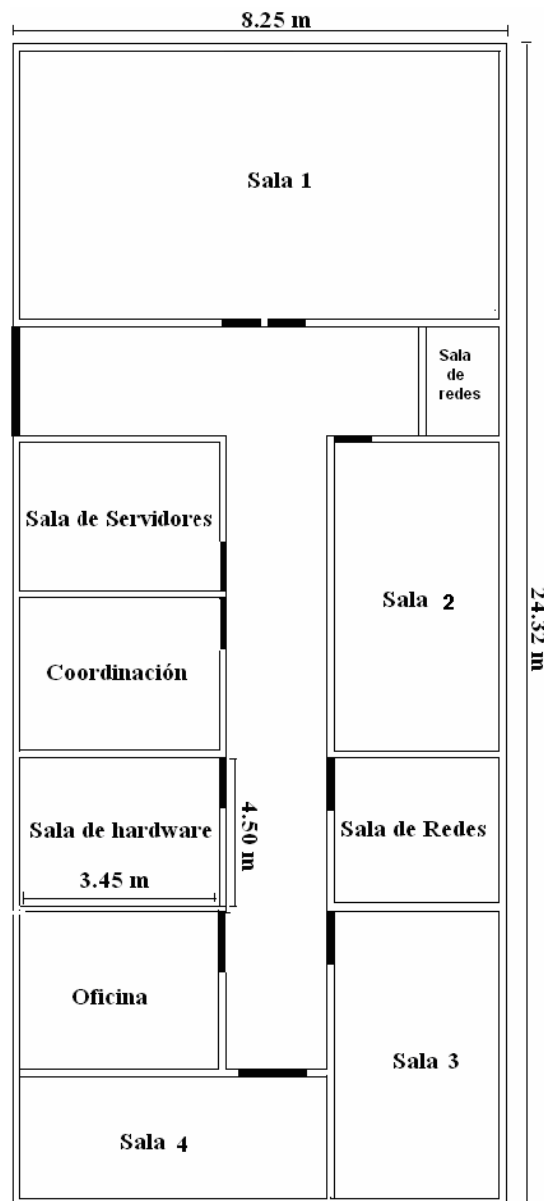 8.25 m
Sala 1
Sala
de
redes
Sala de Servidores
Sala 2
24.32 m
Coordinación
Sala de hardware
4.50 m
Sala de Redes
3.45 m
Oficina
Sala 3
Sala 4